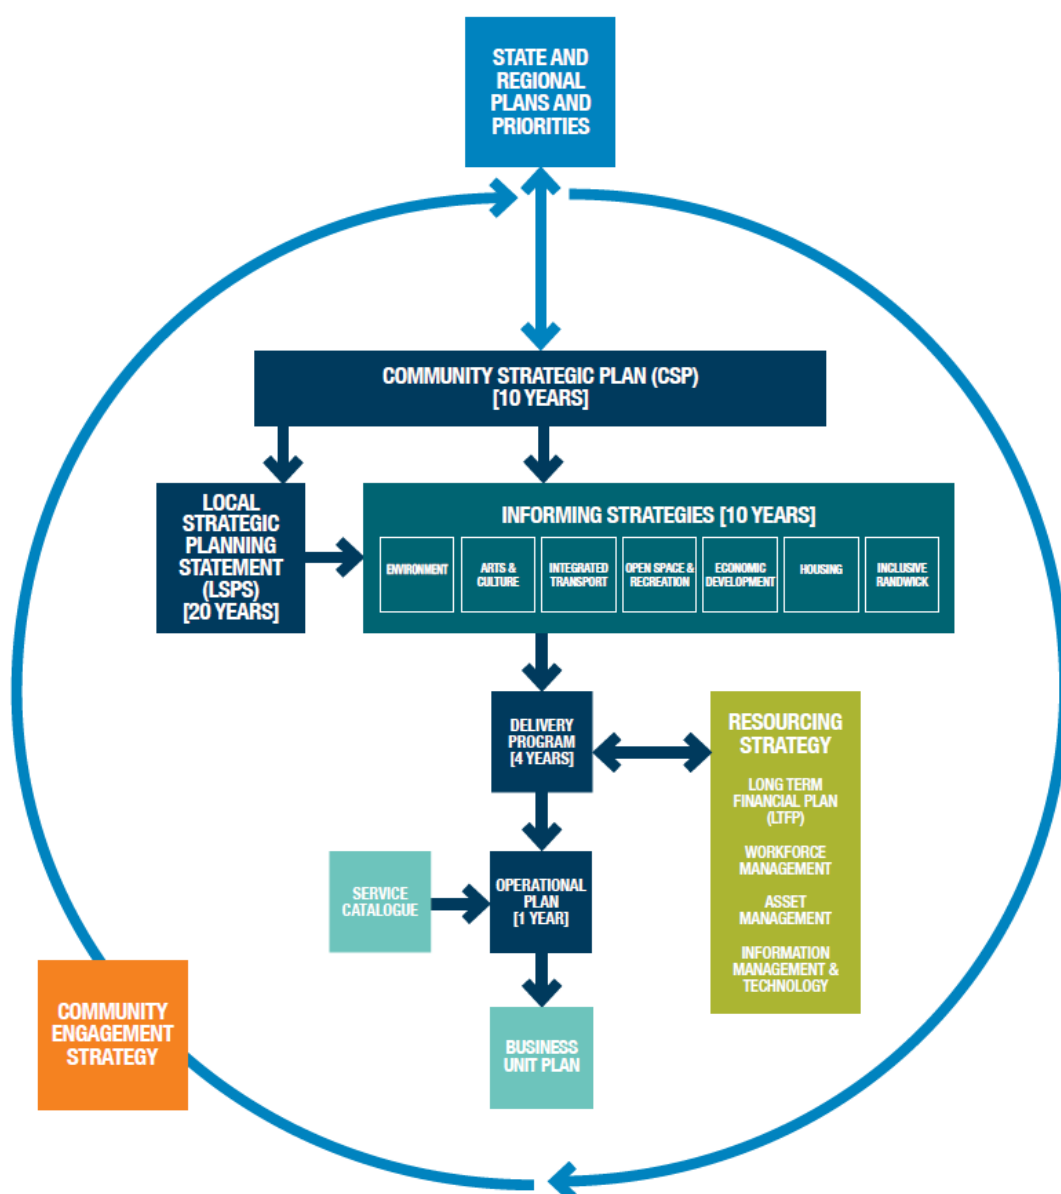 STATE AND
REGIONAL
PLANS AND
PRIORITIES
COMMUNITY STRATEGIC PLAN (CSP)
[10 YEARS]
LOCAL
STRATEGIC
PLANNING
STATEMENT
(LSPS)
[20 YEARS]
INFORMING STRATEGIES [10 YEARS]
ENVIRONMENT
ARTS &
CULTURE
INTEGRATED
TRANSPORT
OPEN SPACE &
RECREATION
ECONOMIC
DEVELOPMENT
HOUSING
INCLUSIVE
RANDWICK
DELIVERY
PROGRAM
[4 YEARS]
RESOURCING
STRATEGY
LONG TERM
FINANCIAL PLAN
(LTFP)
WORKFORCE
MANAGEMENT
ASSET
MANAGEMENT
INFORMATION
MANAGEMENT &
TECHNOLOGY
SERVICE
CATALOGUE
OPERATIONAL
PLAN
[1 YEAR]
COMMUNITY
ENGAGEMENT
STRATEGY
BUSINESS
UNIT PLAN